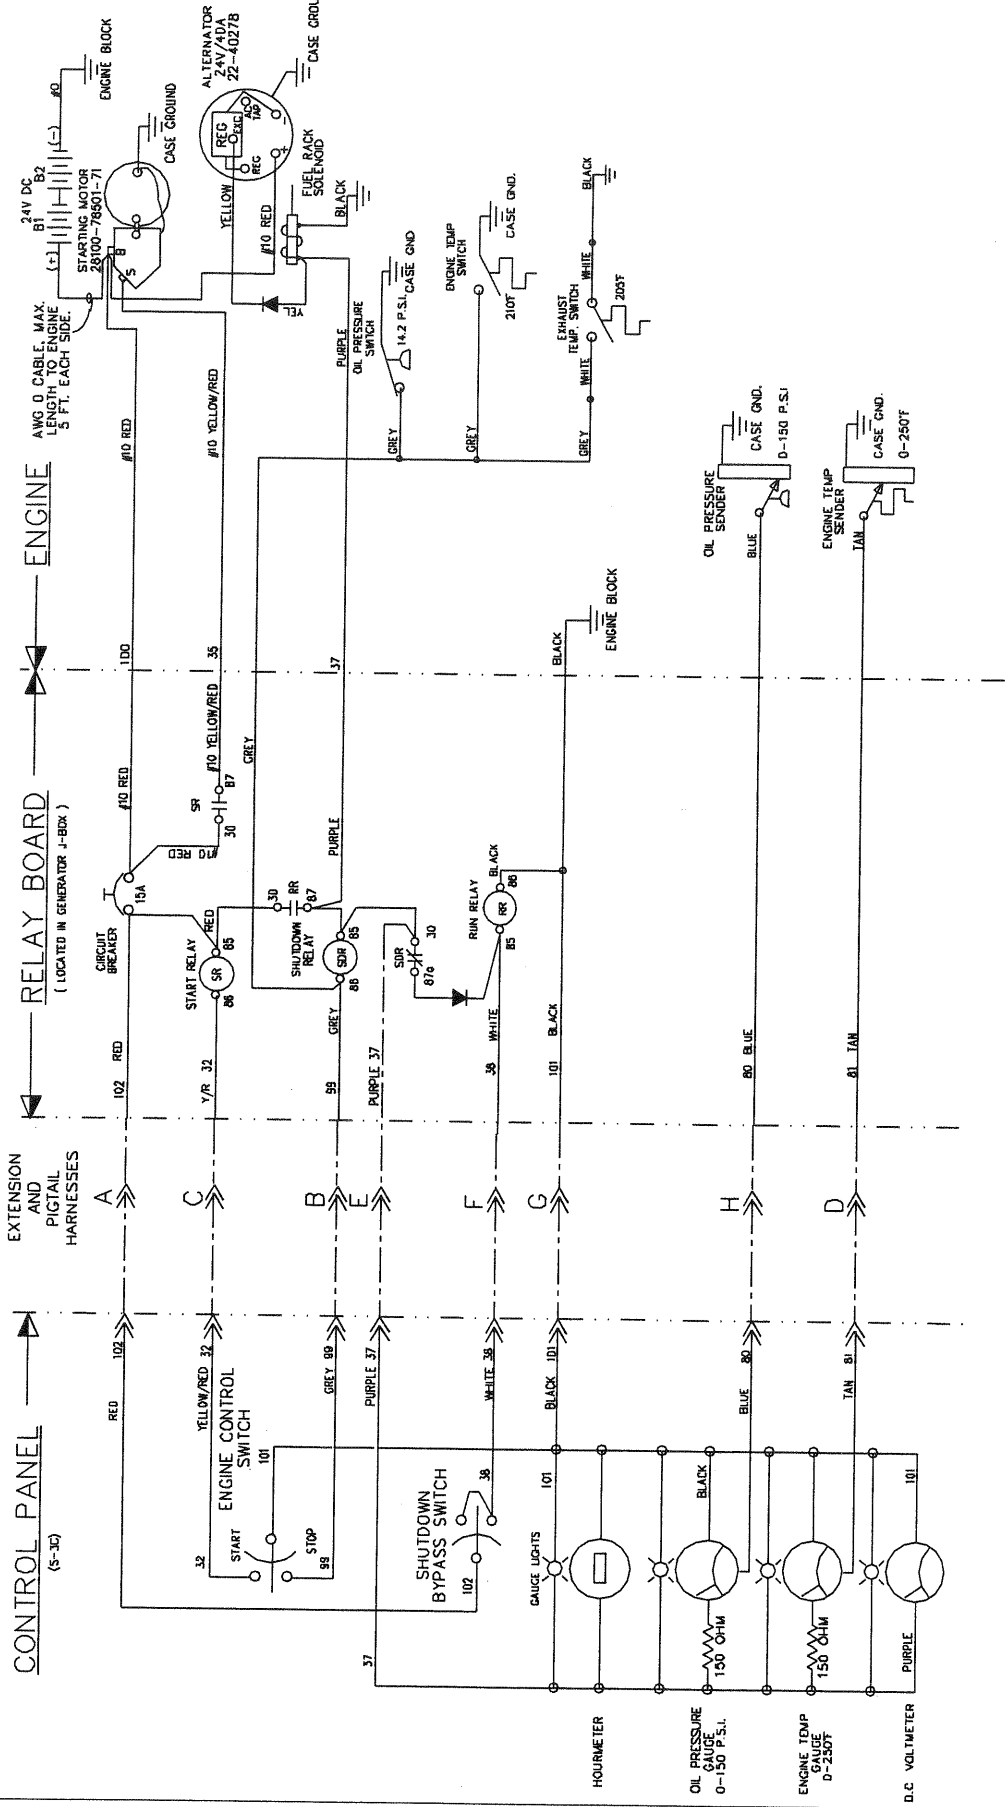 CONTROL PANEL
(S-3G)
EXTENSION
AND
PIGTAIL
HARNESSES
RELAY BOARD
( LOCATED IN GENERATOR J-BOX )
ENGINE
AWG 0 CABLE, MAX.
LENGTH TO ENGINE
5 FT. EACH SIDE.
24V DC
B1
B2
(+)
(-)
#0
ENGINE BLOCK
STARTING MOTOR
28100-78501-71
B
S
CASE GROUND
ALTERNATOR
24V/40A
22-40278
CASE GROU
REG
EXC
AC
TAP
REG
+
-
YELLOW
#10 RED
YEL
FUEL RACK
SOLENOID
BLACK
PURPLE
102
RED
A
102
RED
CIRCUIT
BREAKER
15A
#10 RED
100
#10 RED
YELLOW/RED
32
C
Y/R 32
START RELAY
86
SR
85
RED
#10 RED
30
SR
87
#10 YELLOW/RED
35
#10 YELLOW/RED
ENGINE CONTROL
SWITCH
32
START
STOP
99
101
GREY 99
B
99
GREY
SHUTDOWN
RELAY
86
SDR
85
30
RR
87
GREY
PURPLE
37
OIL PRESSURE
SWITCH
14.2 P.S.I.
CASE GND
GREY
ENGINE TEMP
SWITCH
210°F
CASE GND.
GREY
EXHAUST
TEMP. SWITCH
205°F
GREY
WHITE
WHITE
BLACK
37
PURPLE 37
E
PURPLE 37
SDR
87a
30
SHUTDOWN
BYPASS SWITCH
102
38
WHITE 38
F
38
WHITE
RUN RELAY
85
RR
86
BLACK
101
BLACK 101
G
101
BLACK
BLACK
ENGINE BLOCK
GAUGE LIGHTS
HOURMETER
OIL PRESSURE
GAUGE
0-150 P.S.I.
150 OHM
BLACK
BLUE
80
H
80 BLUE
BLUE
OIL PRESSURE
SENDER
CASE GND.
0-150 P.S.I
ENGINE TEMP
GAUGE
0-250°F
150 OHM
TAN 81
D
81 TAN
TAN
ENGINE TEMP
SENDER
CASE GND.
0-250°F
D.C VOLTMETER
PURPLE
101